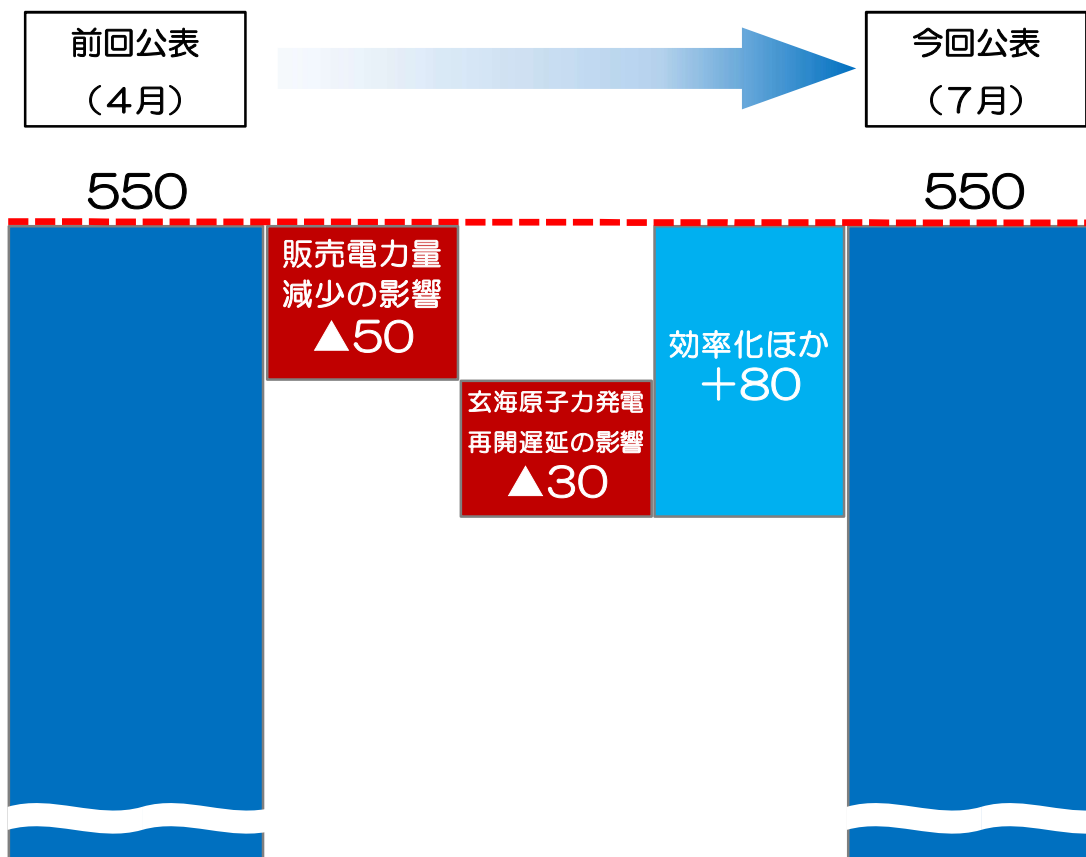 前回公表
（４月）
今回公表
（７月）
550
550
販売電力量
減少の影響
▲50
玄海原子力発電
再開遅延の影響
▲30
効率化ほか
＋80